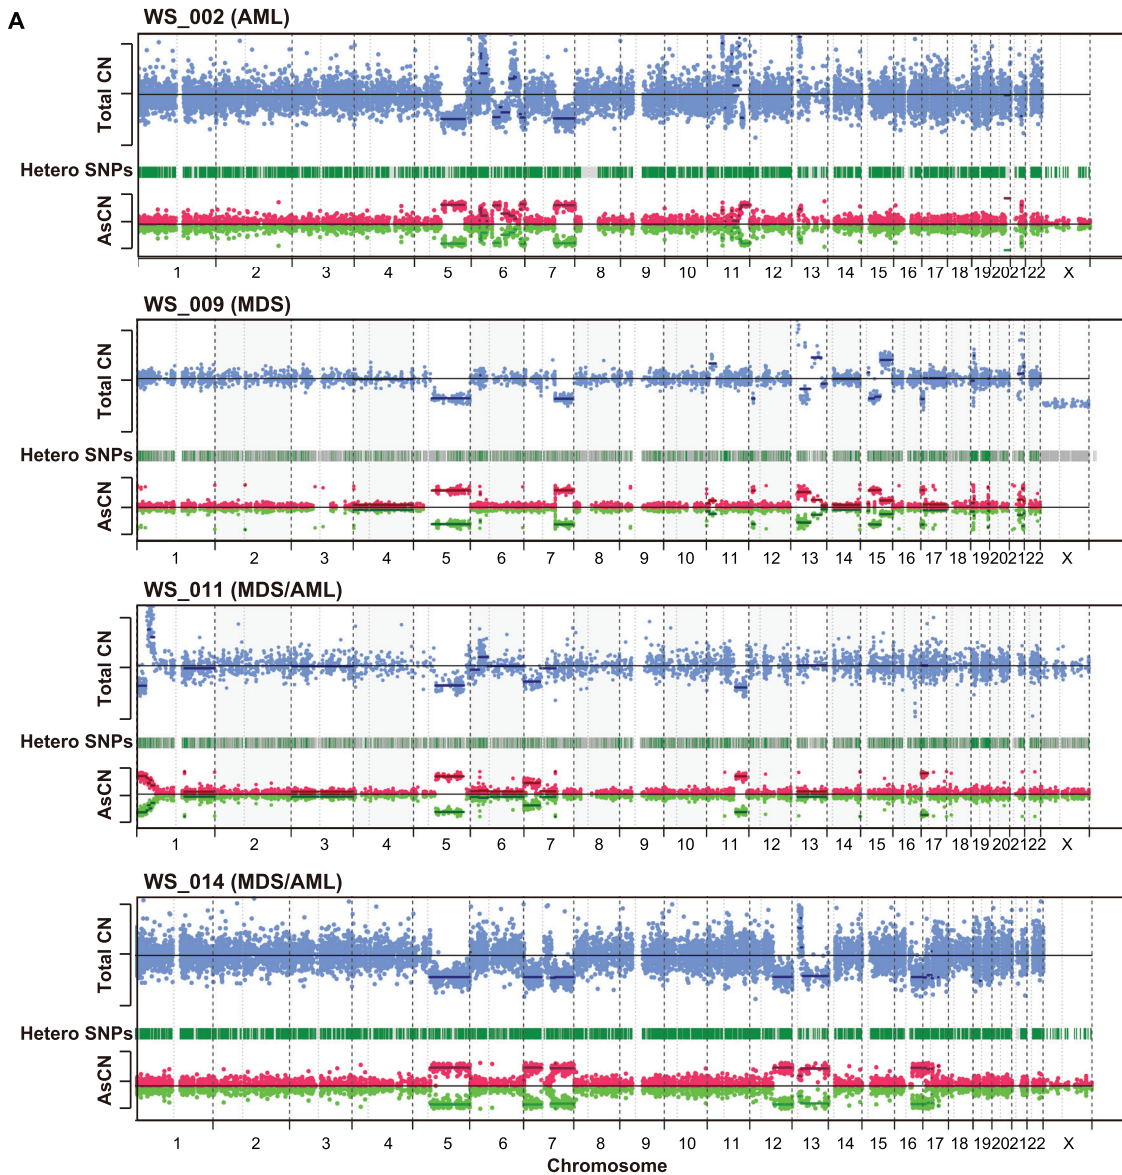 A
WS_002 (AML)
Total CN
Hetero SNPs
AsCN
1 2 3 4 5 6 7 8 9 10 11 12 13 14 15 16 17 18 19 20 21 22 X
WS_009 (MDS)
Total CN
Hetero SNPs
AsCN
1 2 3 4 5 6 7 8 9 10 11 12 13 14 15 16 17 18 19 20 21 22 X
WS_011 (MDS/AML)
Total CN
Hetero SNPs
AsCN
1 2 3 4 5 6 7 8 9 10 11 12 13 14 15 16 17 18 19 20 21 22 X
WS_014 (MDS/AML)
Total CN
Hetero SNPs
AsCN
1 2 3 4 5 6 7 8 9 10 11 12 13 14 15 16 17 18 19 20 21 22 X
Chromosome